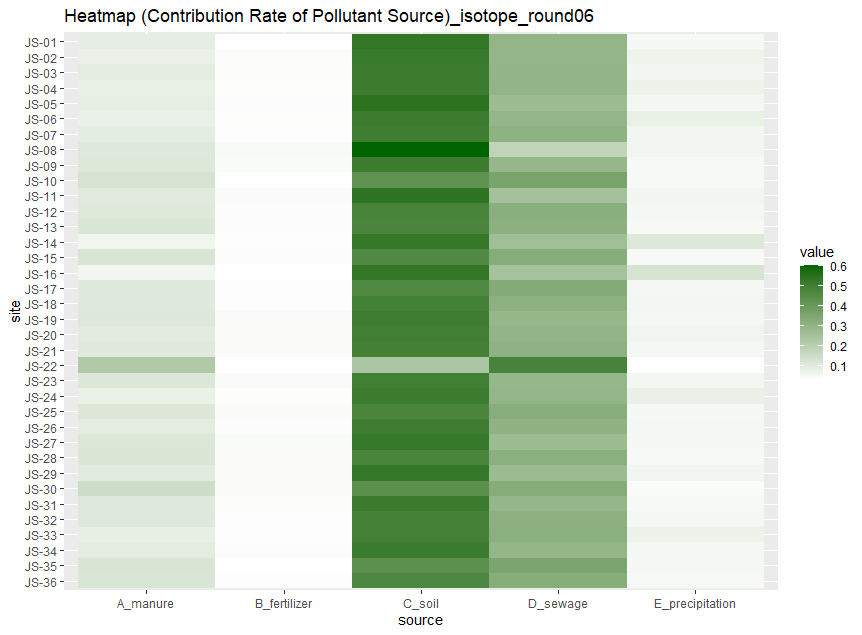 Heatmap (Contribution Rate of Pollutant Source)_isotope_round06
site
JS-01
JS-02
JS-03
JS-04
JS-05
JS-06
JS-07
JS-08
JS-09
JS-10
JS-11
JS-12
JS-13
JS-14
JS-15
JS-16
JS-17
JS-18
JS-19
JS-20
JS-21
JS-22
JS-23
JS-24
JS-25
JS-26
JS-27
JS-28
JS-29
JS-30
JS-31
JS-32
JS-33
JS-34
JS-35
JS-36
A_manure B_fertilizer C_soil D_sewage E_precipitation
source
value
0.6
0.5
0.4
0.3
0.2
0.1